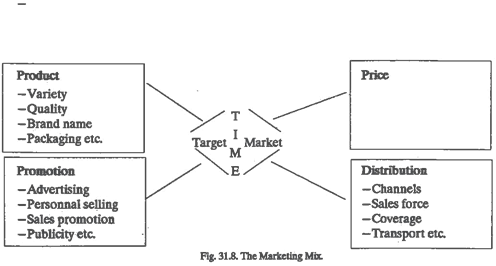 Product
–Variety
–Quality
–Brand name
–Packaging etc.
Price
T
I
Target Market
M
E
Promotion
–Advertising
–Personnal selling
–Sales promotion
–Publicity etc.
Distribution
–Channels
–Sales force
–Coverage
–Transport etc.
Fig. 31.8. The Marketing Mix.